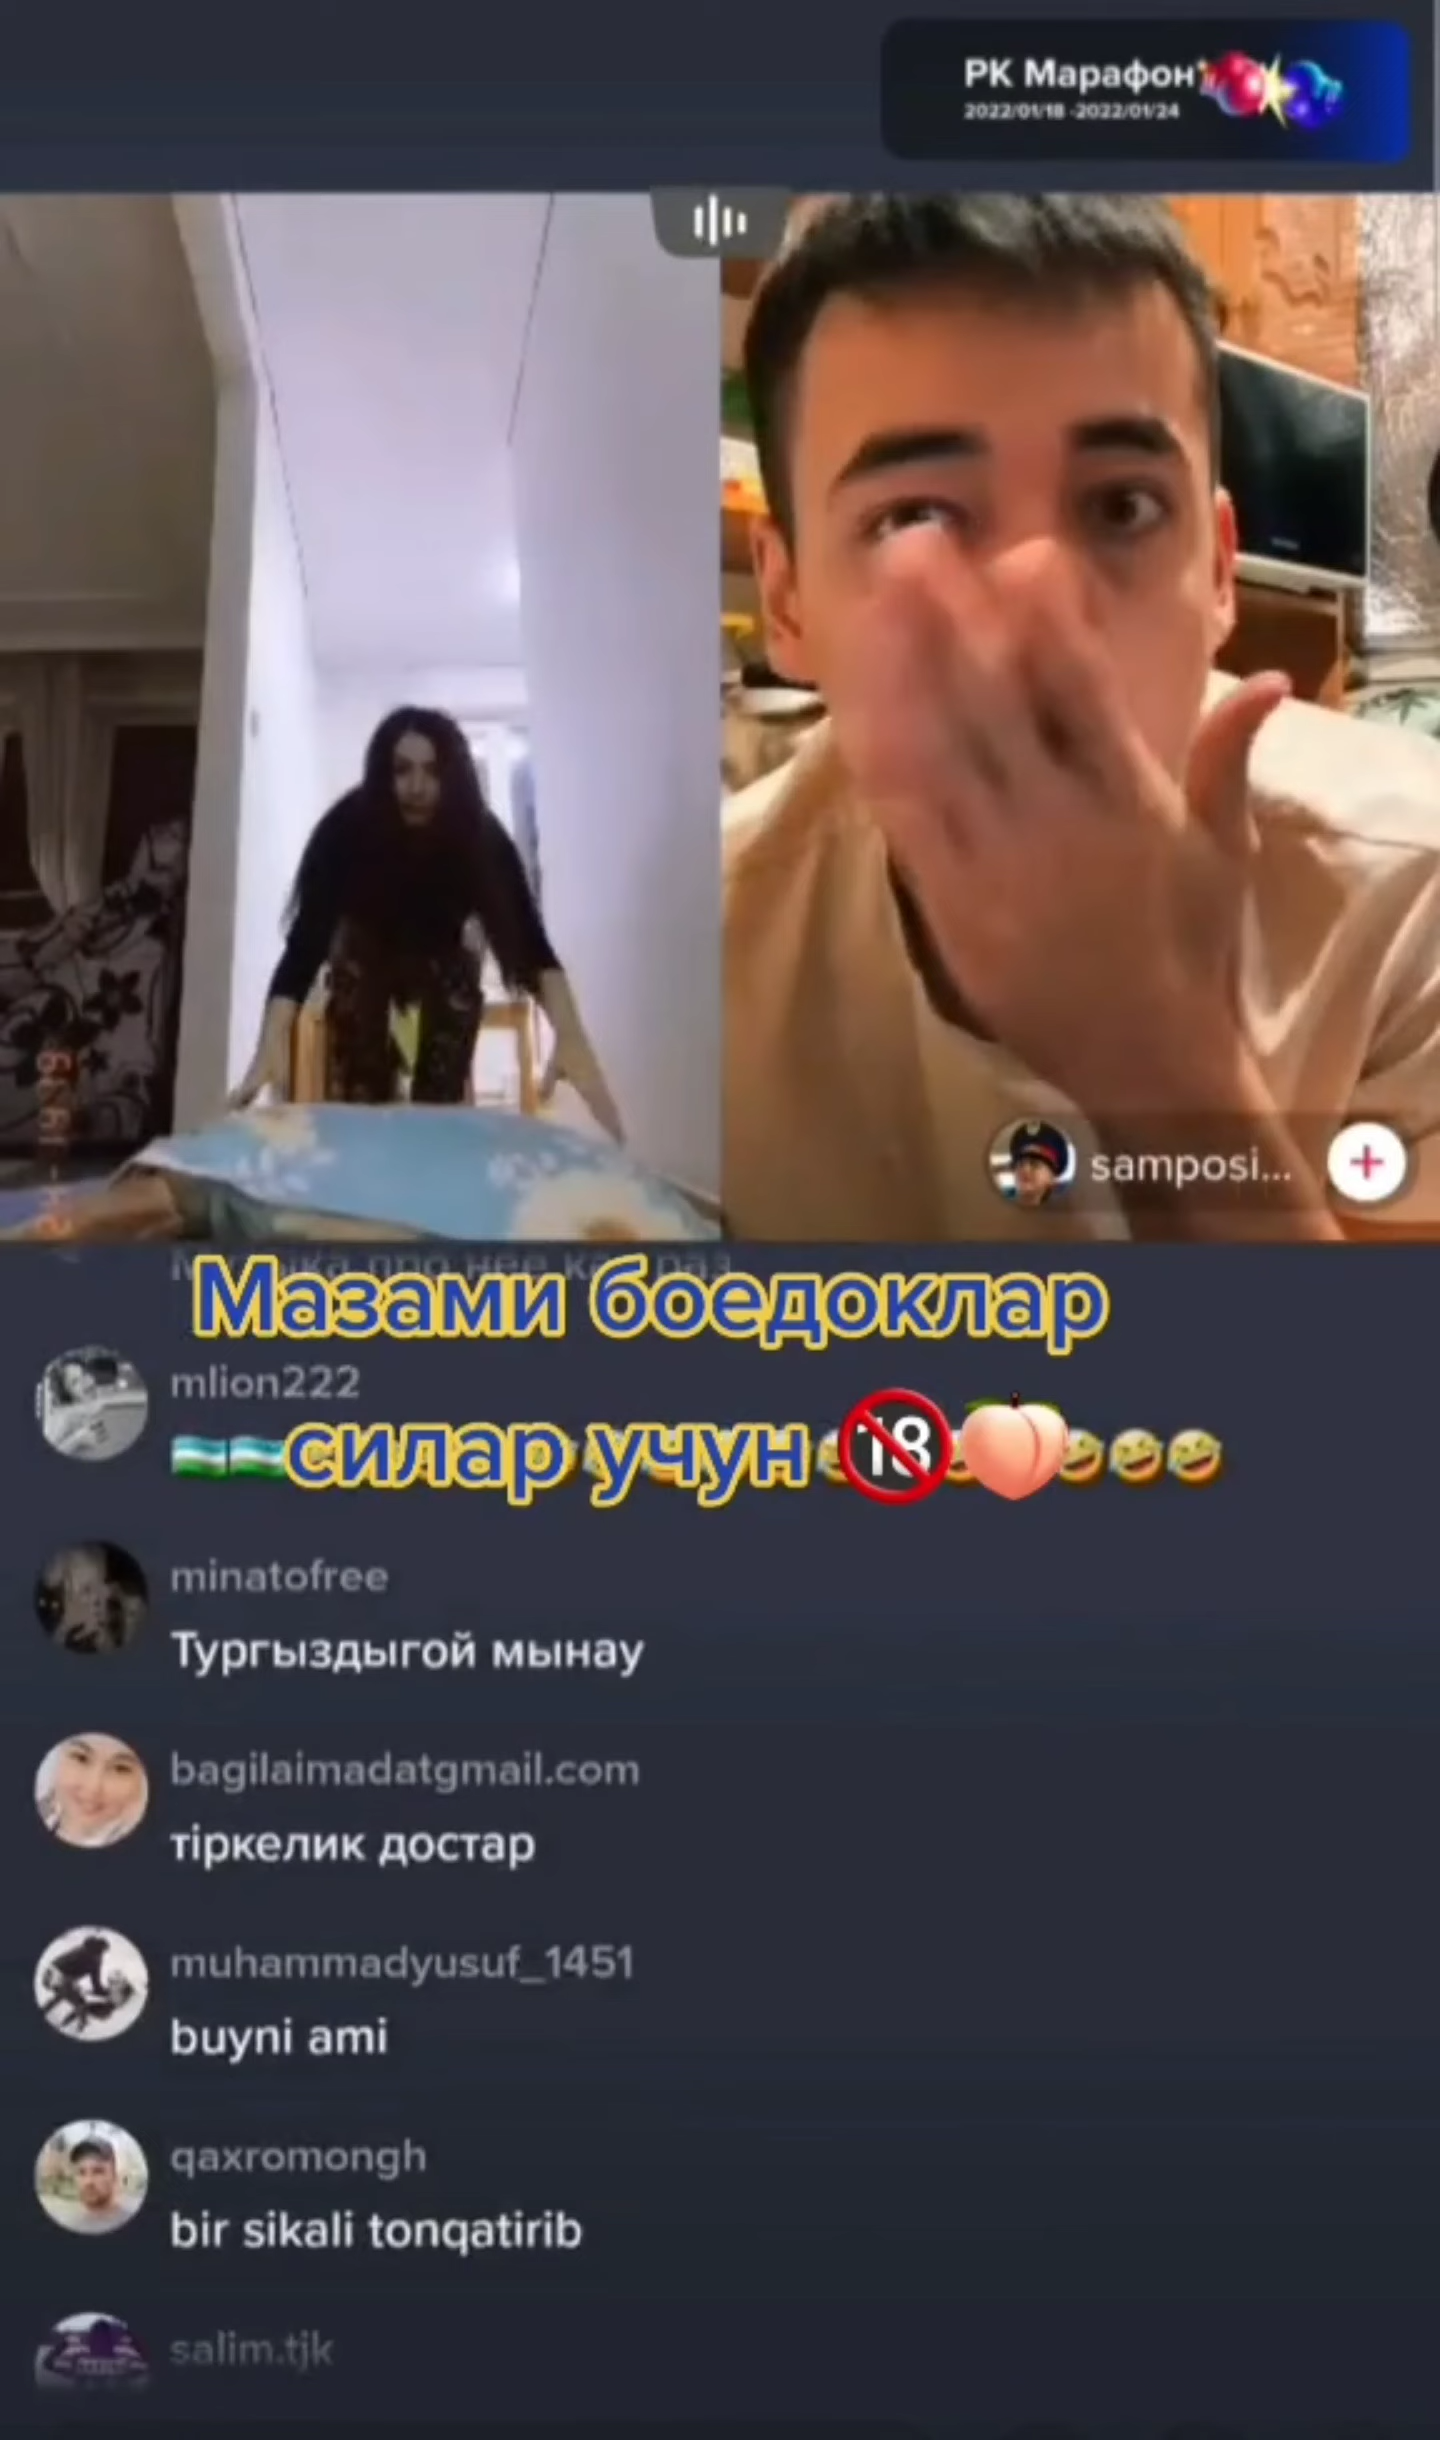 РК Марафон
2022/01/18 -2022/01/24
samposi...
Мазами боедоклар
mlion222
силар учун 18
minatofree
Тургыздыгой мынау
bagilaimadatgmail.com
тіркелик достар
muhammadyusuf_1451
buyni ami
qaxromongh
bir sikali tonqatirib
salim.tjk